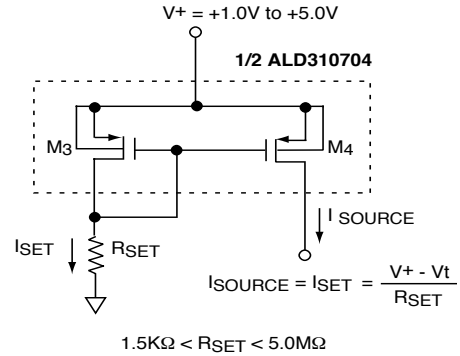 V+ = +1.0V to +5.0V
1/2 ALD310704
M3
M4
I SOURCE
ISET
RSET
ISOURCE = ISET = V+ - Vt
RSET
1.5KΩ < RSET < 5.0MΩ